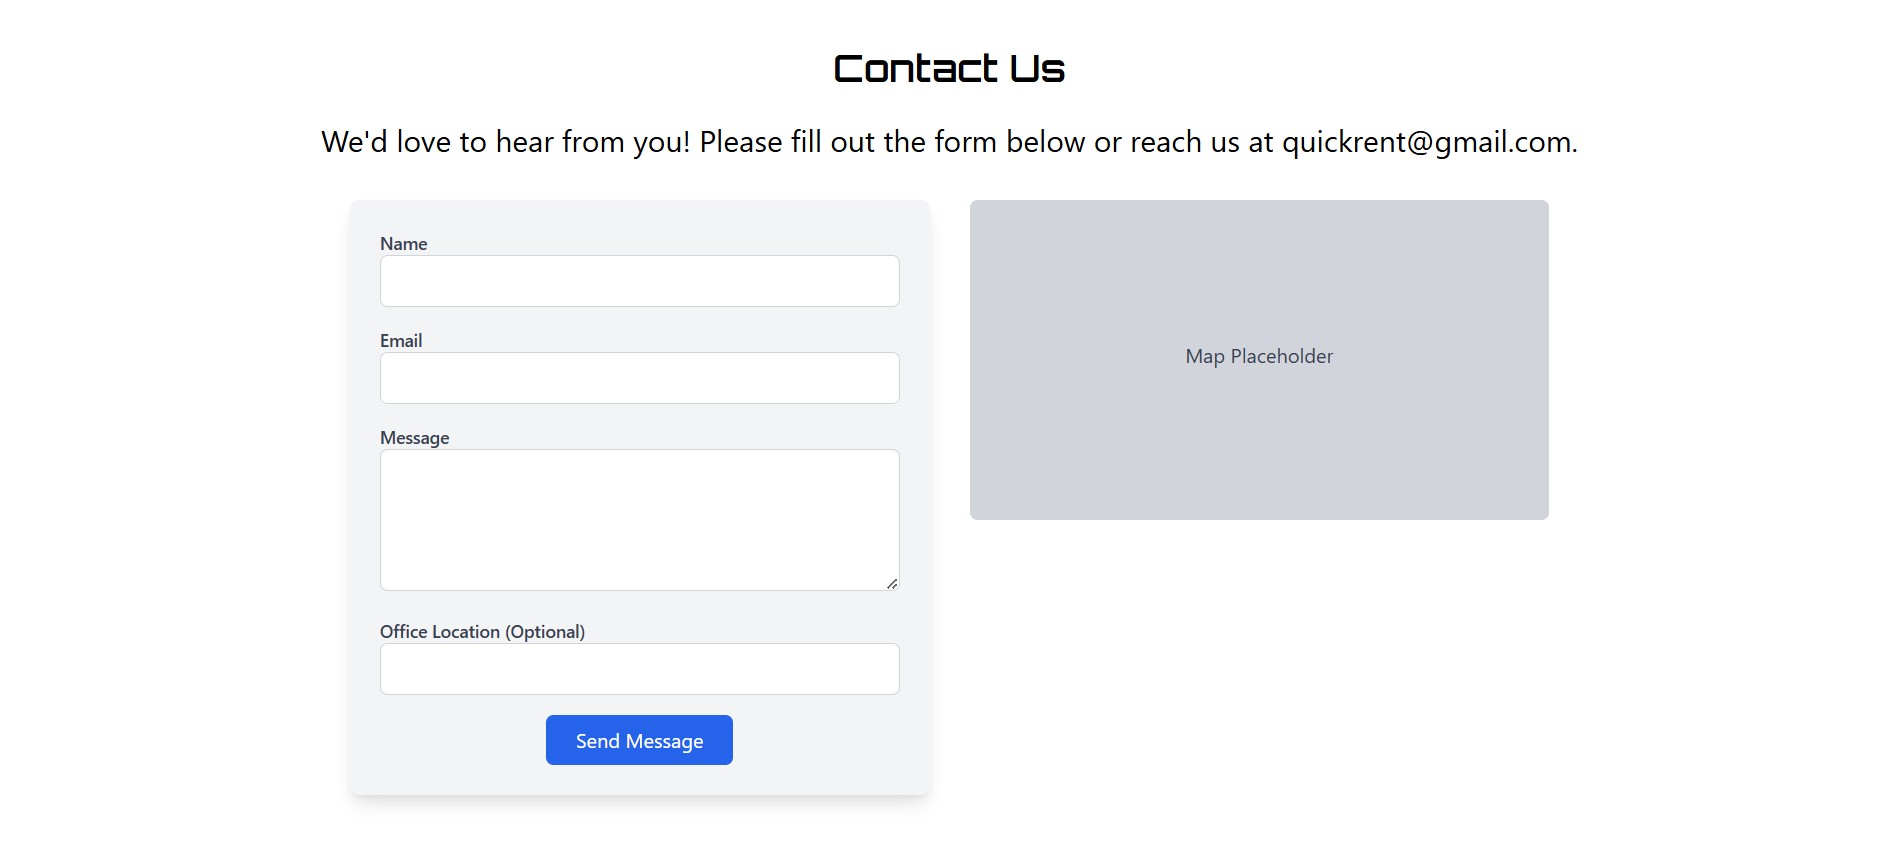 Contact Us
We'd love to hear from you! Please fill out the form below or reach us at quickrent@gmail.com.
Name
Email
Message
Office Location (Optional)
Send Message
Map Placeholder